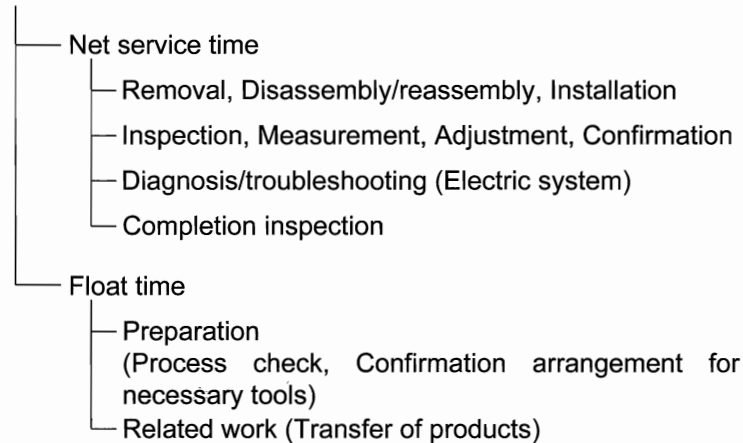 Net service time
Removal, Disassembly/reassembly, Installation
Inspection, Measurement, Adjustment, Confirmation
Diagnosis/troubleshooting (Electric system)
Completion inspection
Float time
Preparation
(Process check, Confirmation arrangement for
necessary tools)
Related work (Transfer of products)